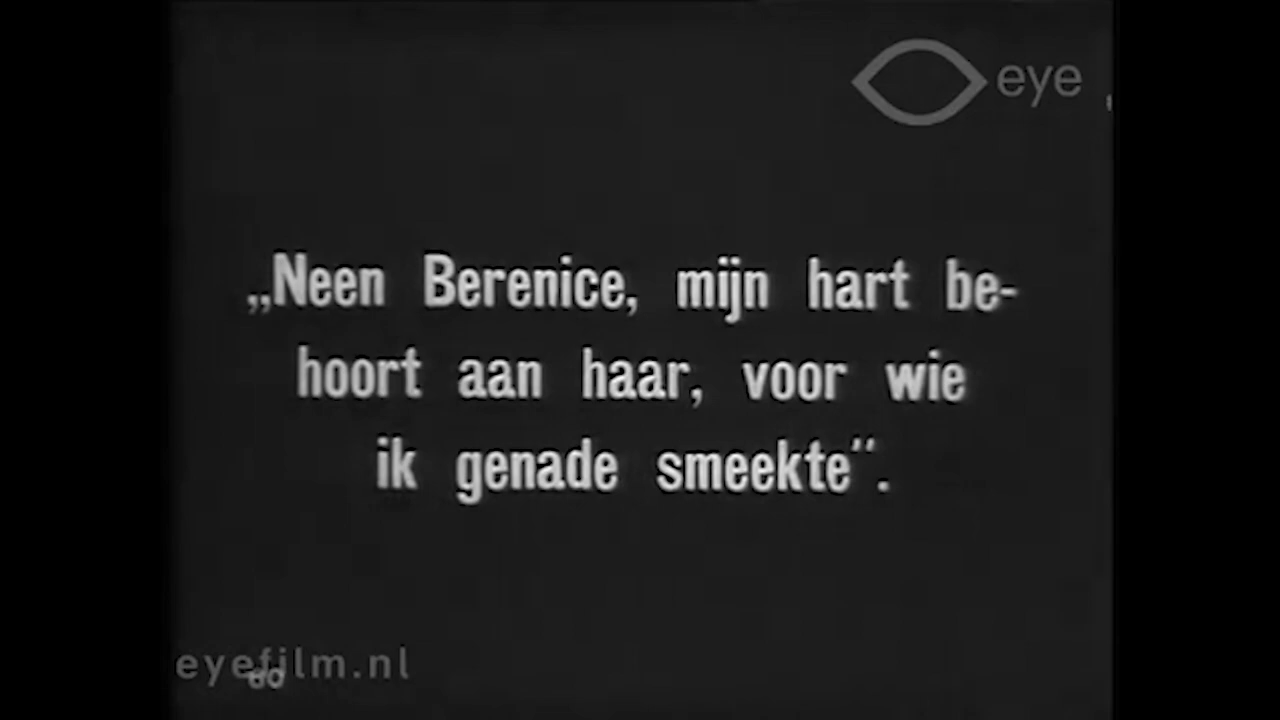 eye
„Neen Berenice, mijn hart be-
hoort aan haar, voor wie
ik genade smeekte".
eyefilm.nl